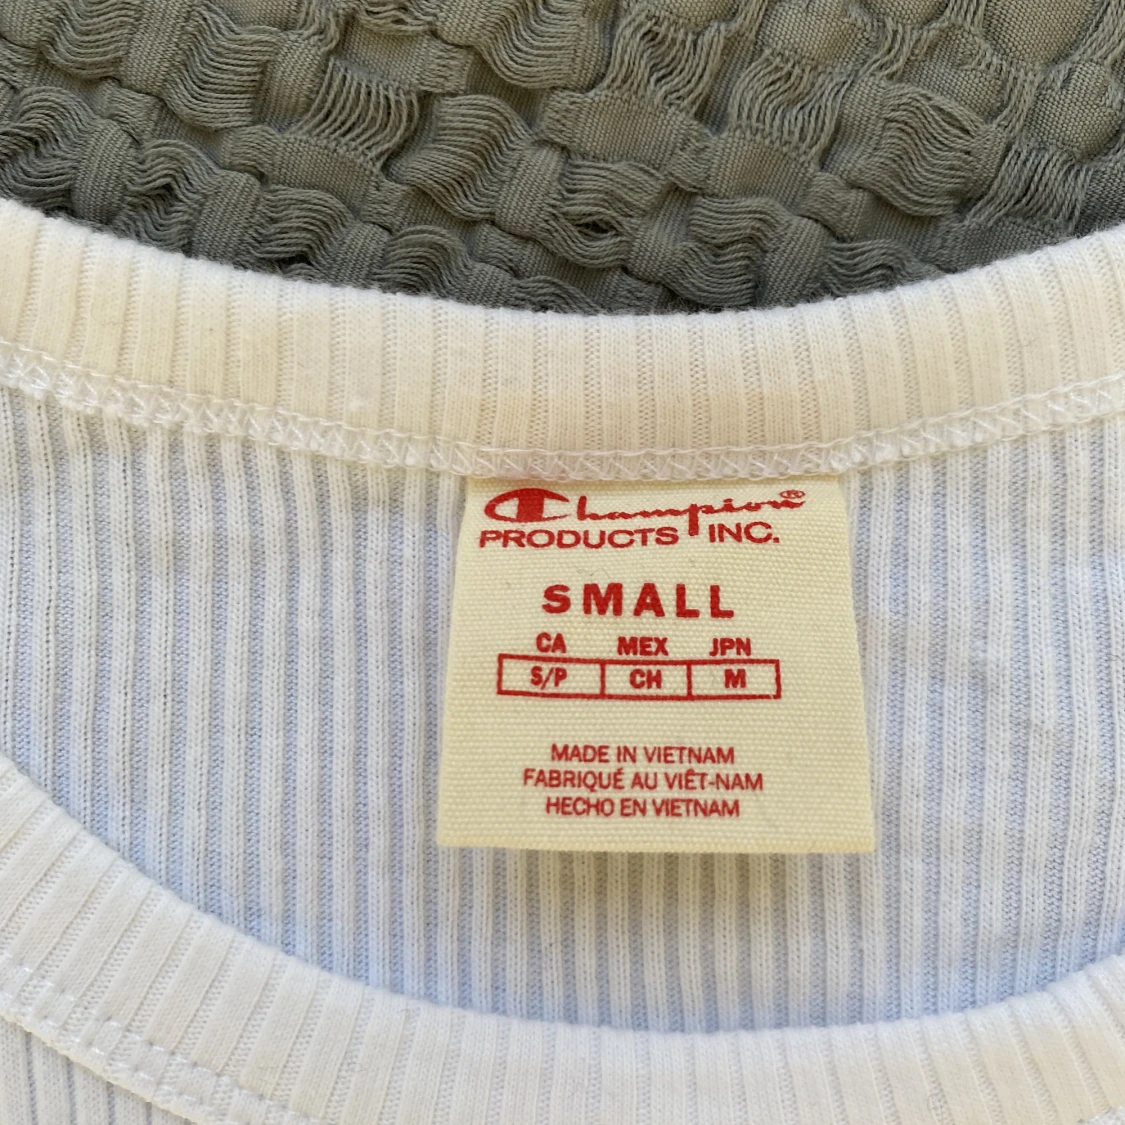 Champion®
PRODUCTS INC.
SMALL
CA MEX JPN
S/P CH M
MADE IN VIETNAM
FABRIQUÉ AU VIÊT-NAM
HECHO EN VIETNAM